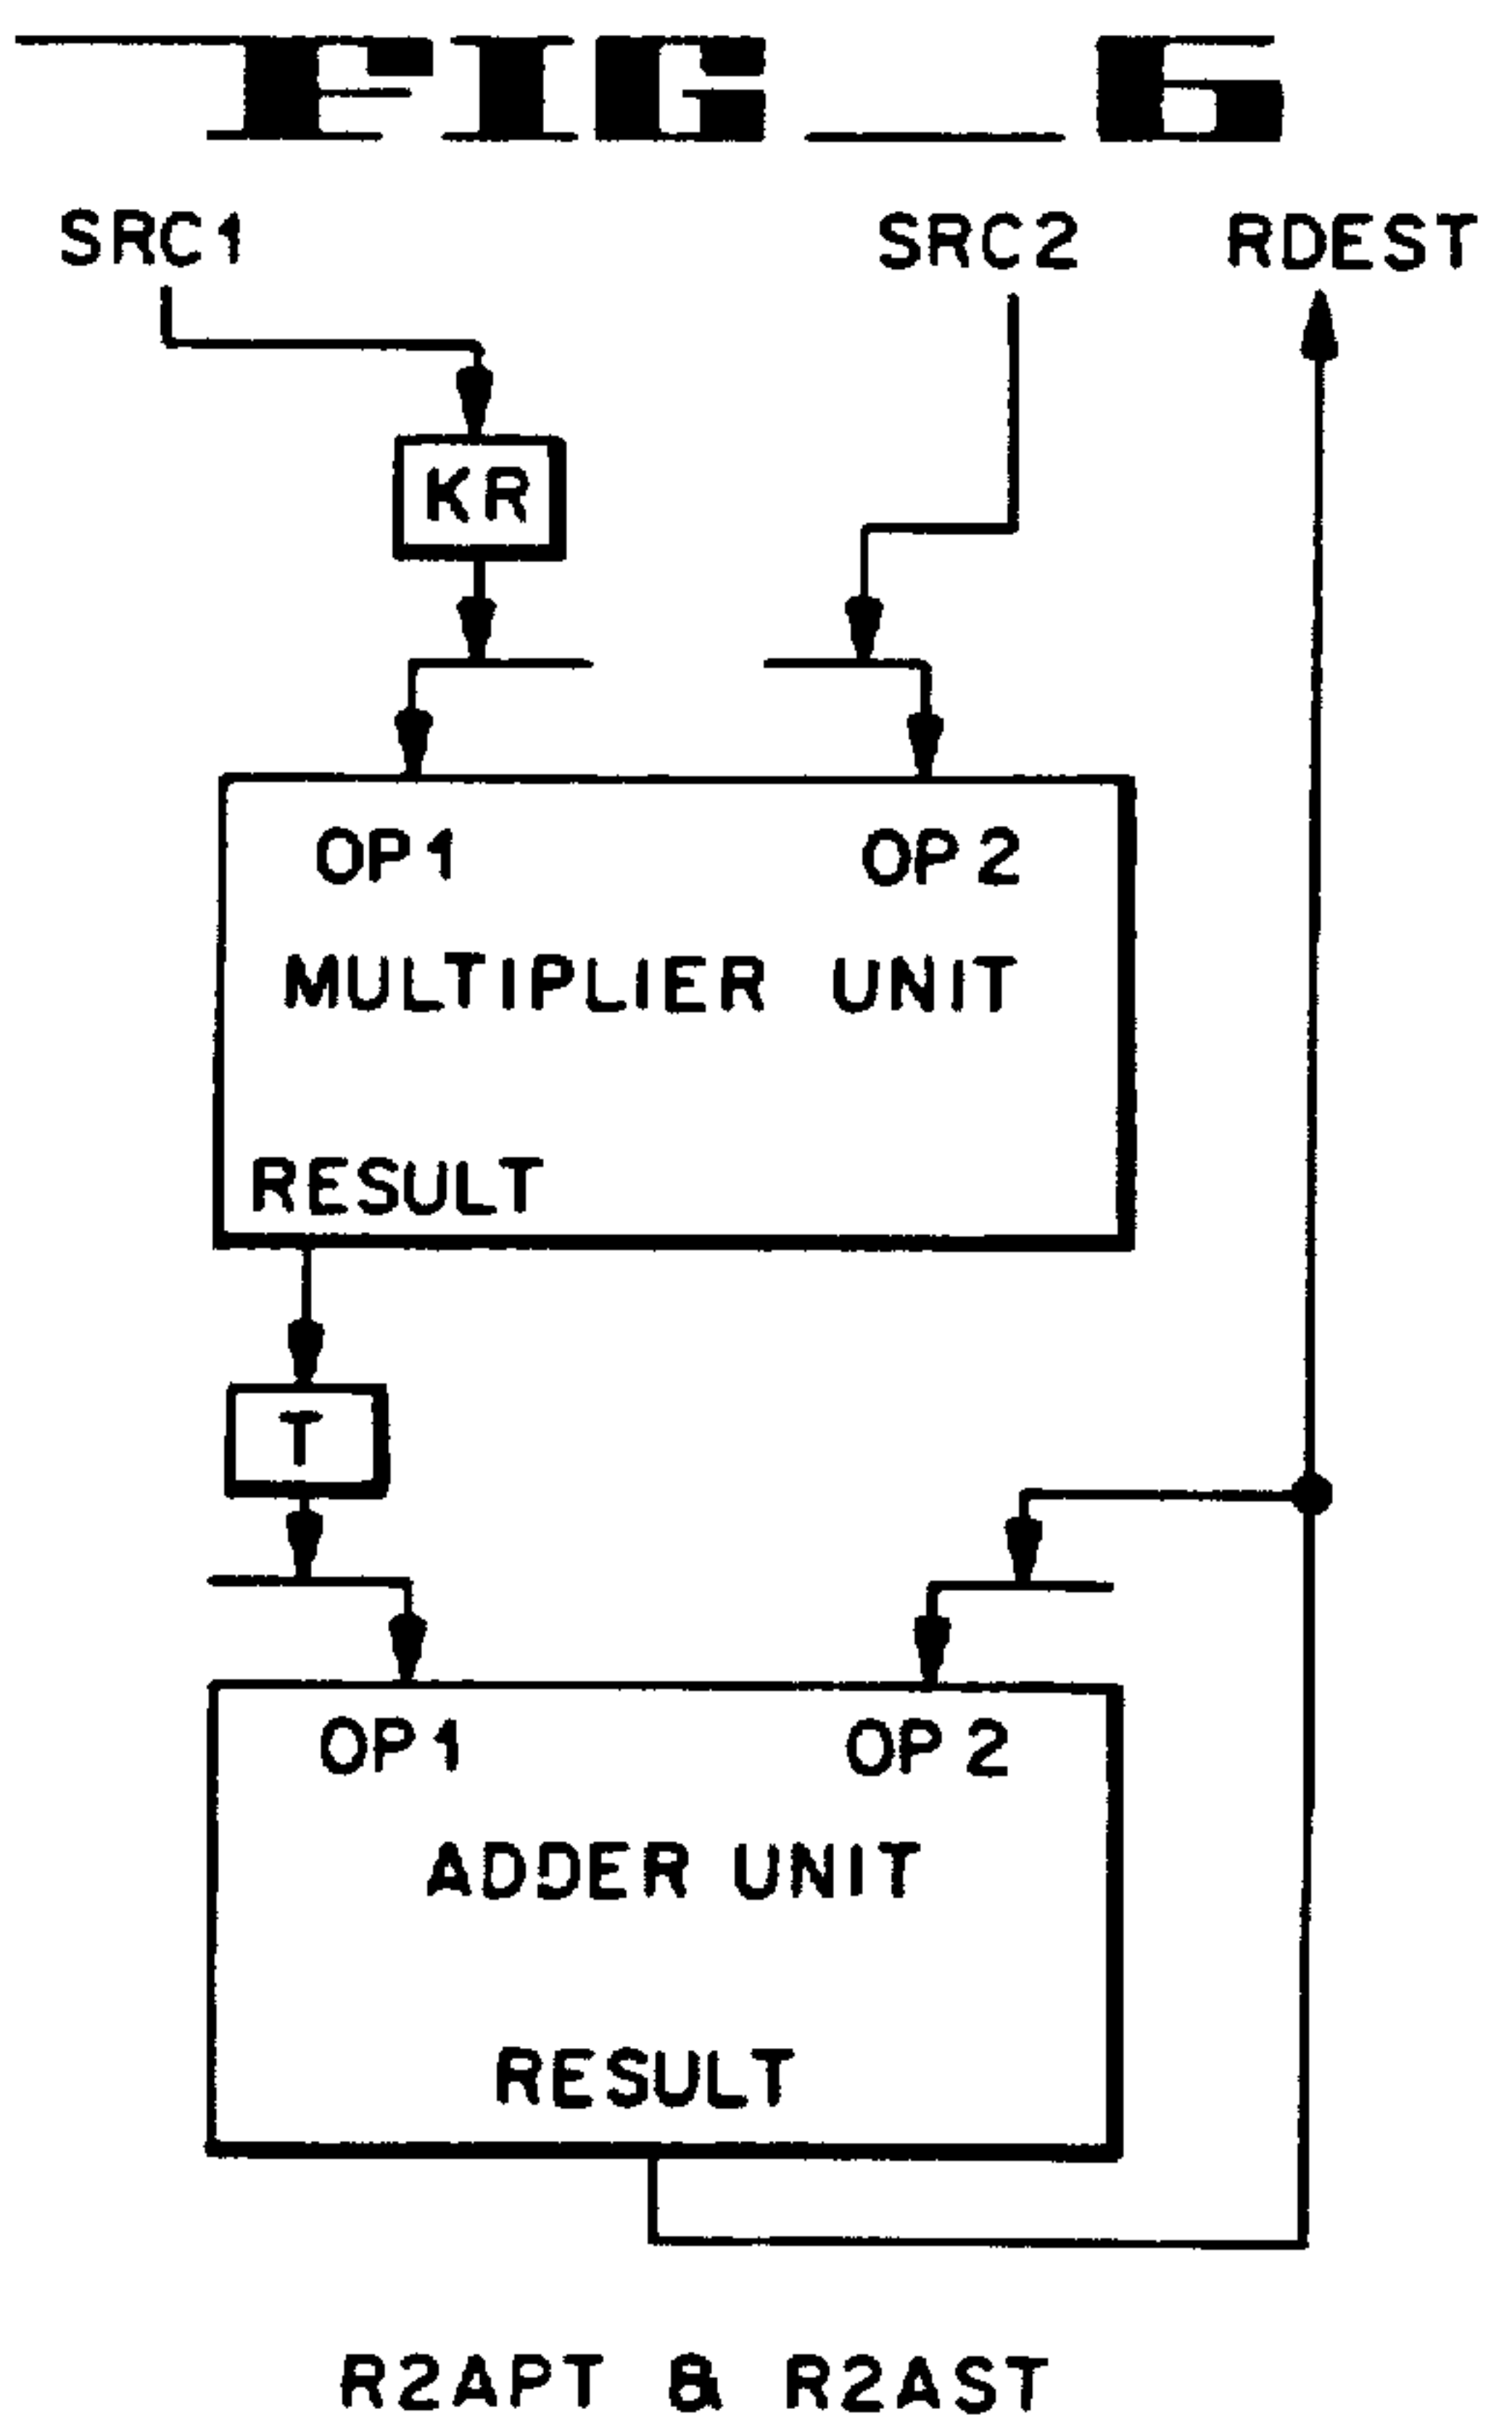 FIG_6
SRC1 SRC2 RDEST
KR
OP1 OP2
MULTIPLIER UNIT
RESULT
T
OP1 OP2
ADDER UNIT
RESULT
R2APT & R2AST